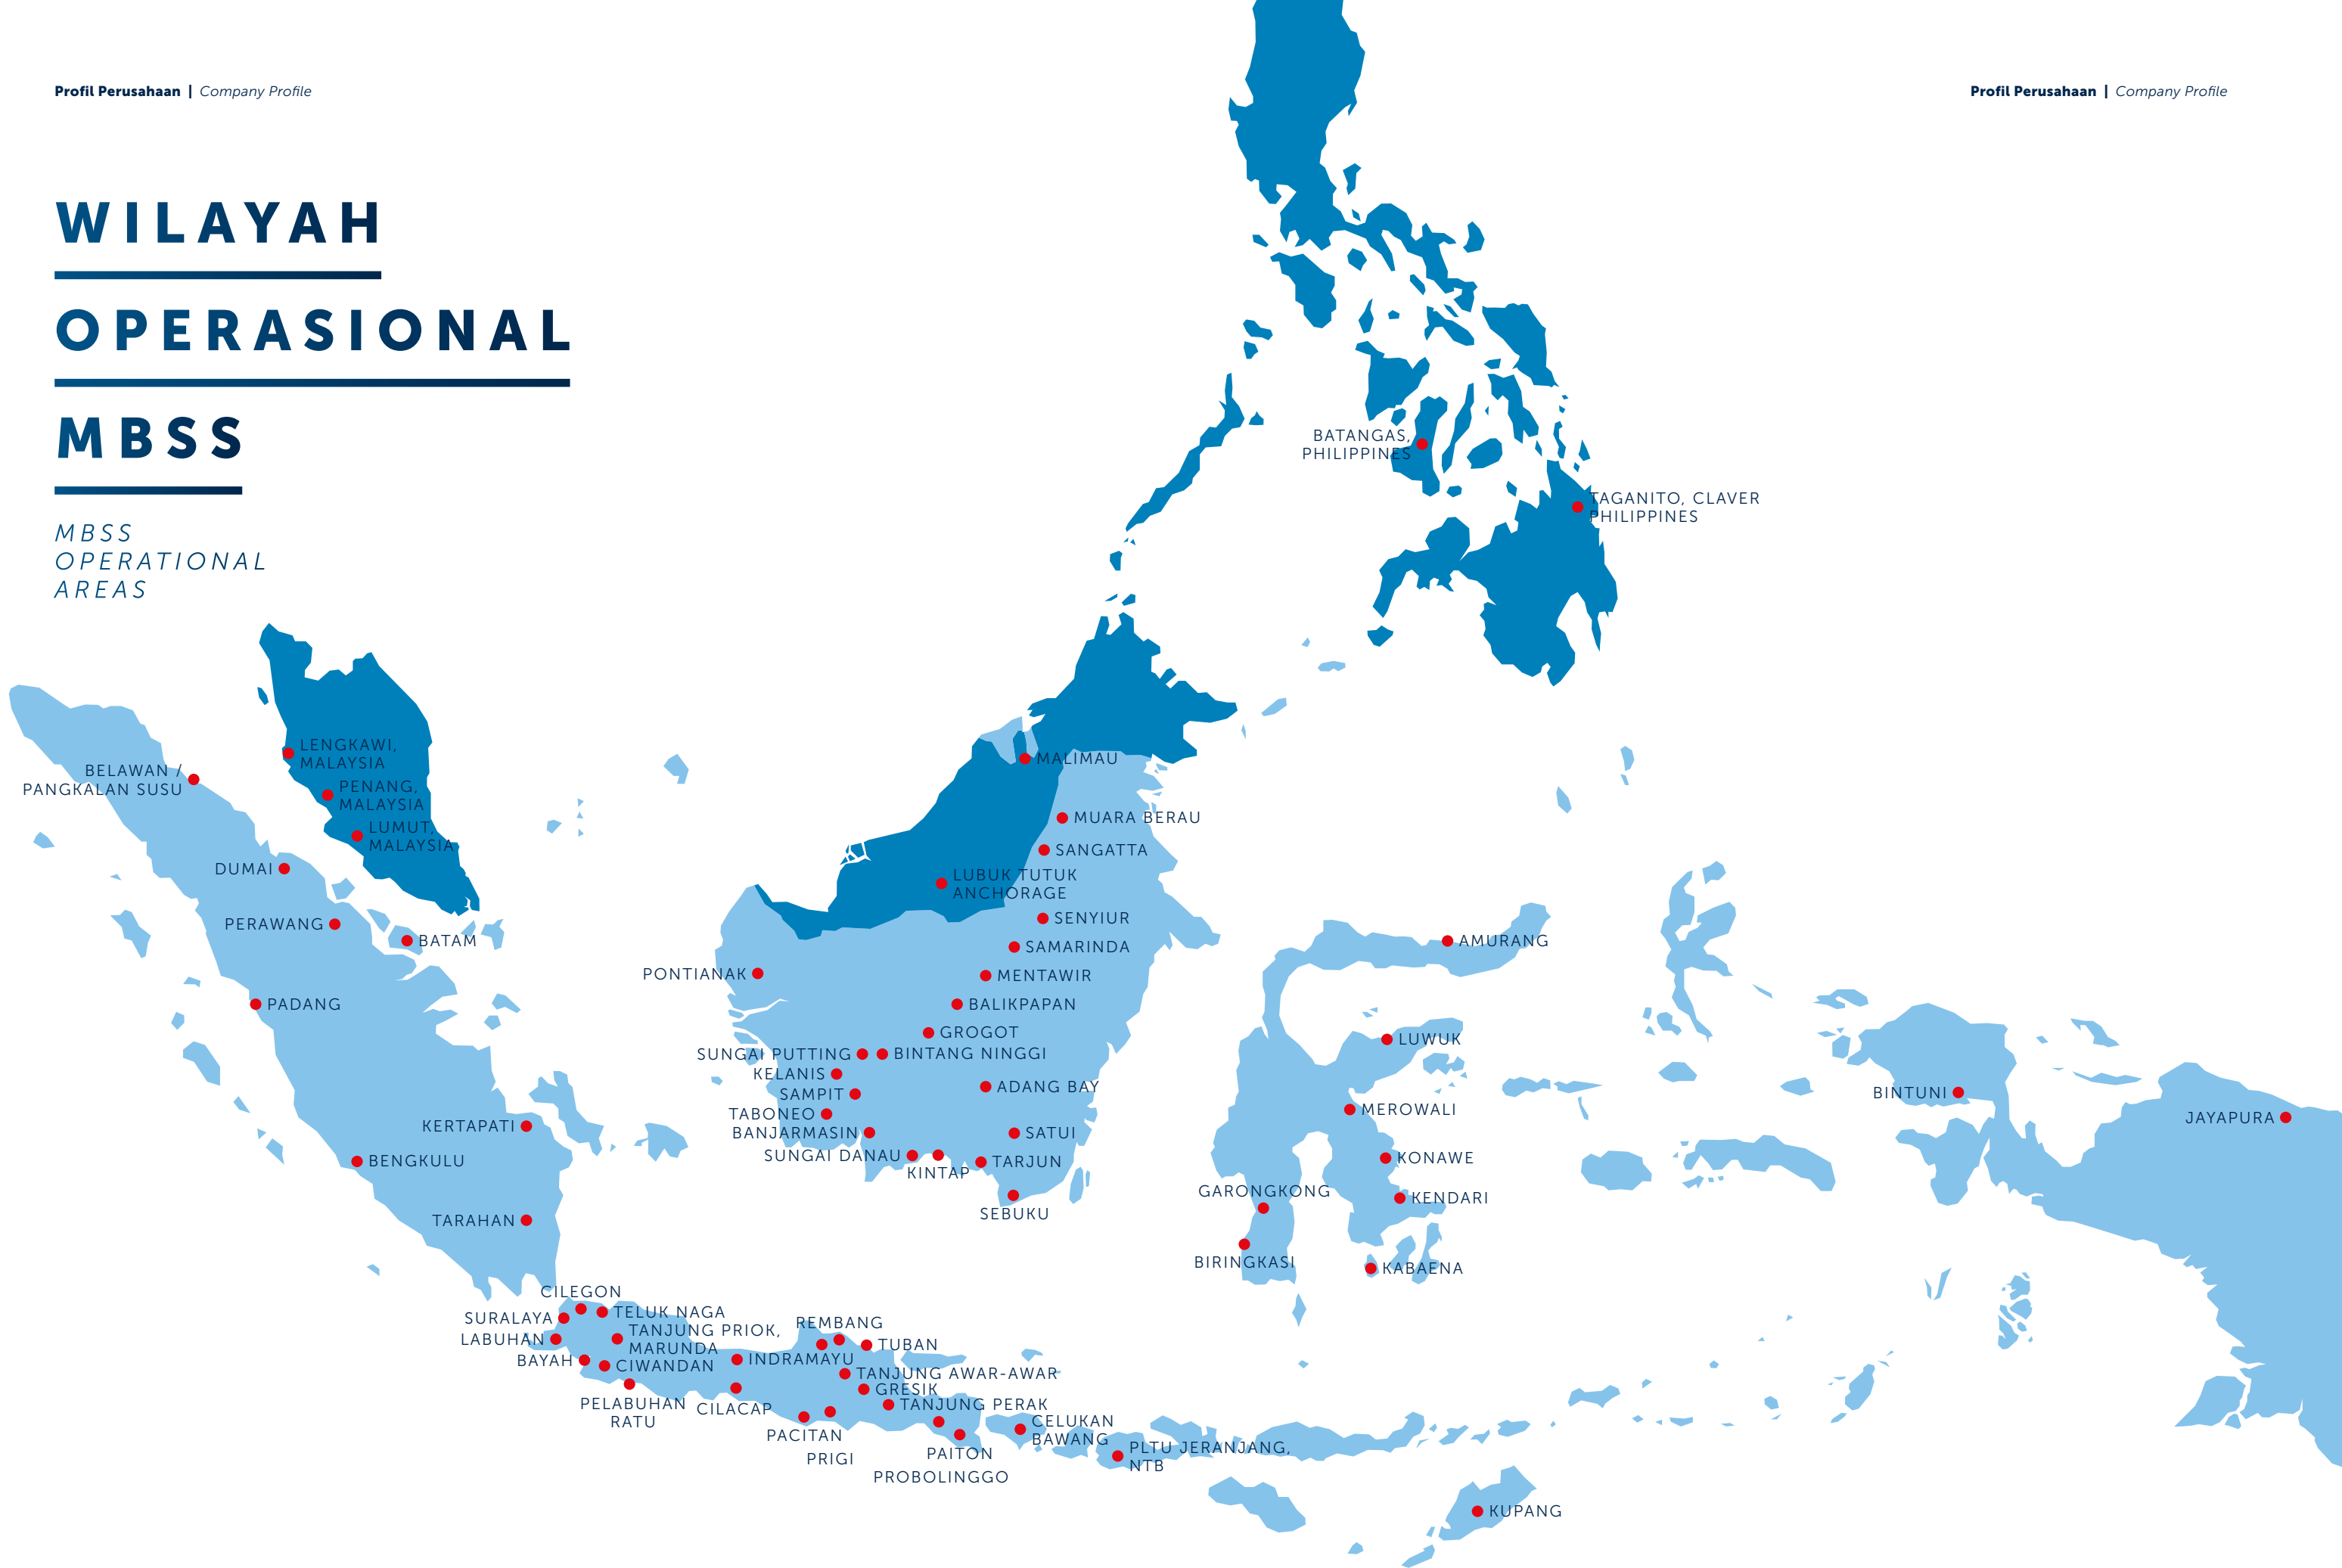 Profil Perusahaan | Company Profile
Profil Perusahaan | Company Profile
WILAYAH
OPERASIONAL
MBSS
MBSS
OPERATIONAL
AREAS
BATANGAS,
PHILIPPINES
TAGANITO, CLAVER
PHILIPPINES
LENGKAWI,
MALAYSIA
BELAWAN /
PANGKALAN SUSU
PENANG,
MALAYSIA
LUMUT,
MALAYSIA
DUMAI
PERAWANG
BATAM
PADANG
KERTAPATI
BENGKULU
TARAHAN
MALIMAU
MUARA BERAU
SANGATTA
LUBUK TUTUK
ANCHORAGE
SENYIUR
SAMARINDA
PONTIANAK
MENTAWIR
BALIKPAPAN
GROGOT
SUNGAI PUTTING
BINTANG NINGGI
KELANIS
ADANG BAY
SAMPIT
TABONEO
BANJARMASIN
SATUI
SUNGAI DANAU
KINTAP
TARJUN
SEBUKU
AMURANG
LUWUK
MEROWALI
KONAWE
GARONGKONG
KENDARI
BIRINGKASI
KABAENA
BINTUNI
JAYAPURA
CILEGON
SURALAYA
TELUK NAGA
LABUHAN
TANJUNG PRIOK,
MARUNDA
BAYAH
CIWANDAN
PELABUHAN
RATU
INDRAMAYU
CILACAP
REMBANG
TUBAN
TANJUNG AWAR-AWAR
GRESIK
TANJUNG PERAK
PACITAN
PRIGI
PAITON
PROBOLINGGO
CELUKAN
BAWANG
PLTU JERANJANG,
NTB
KUPANG